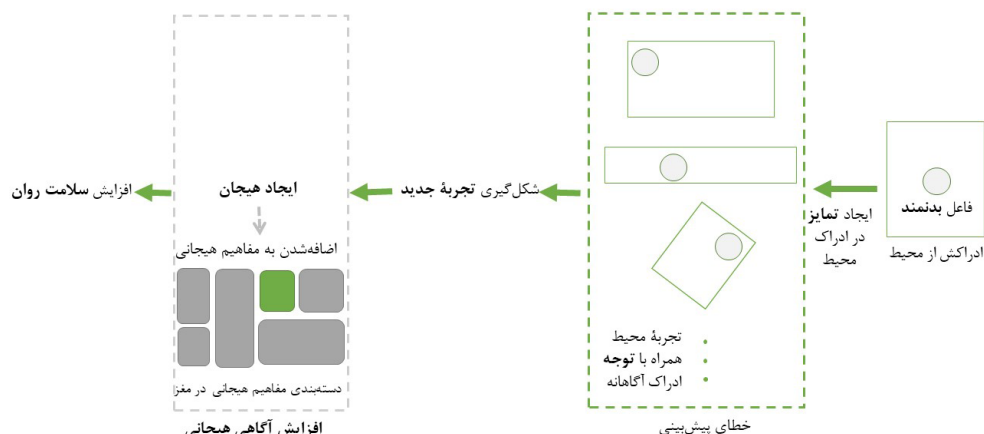 فاعل بدنمند
ادراکش از محیط
ایجاد تمایز
در ادراک
محیط
تجربهٔ محیط
همراه با توجه
ادراک آگاهانه
خطای پیش‌بینی
شکل‌گیری تجربهٔ جدید
ایجاد هیجان
اضافه‌شدن به مفاهیم هیجانی
دسته‌بندی مفاهیم هیجانی در مغز
افزایش آگاهی هیجانی
افزایش سلامت روان